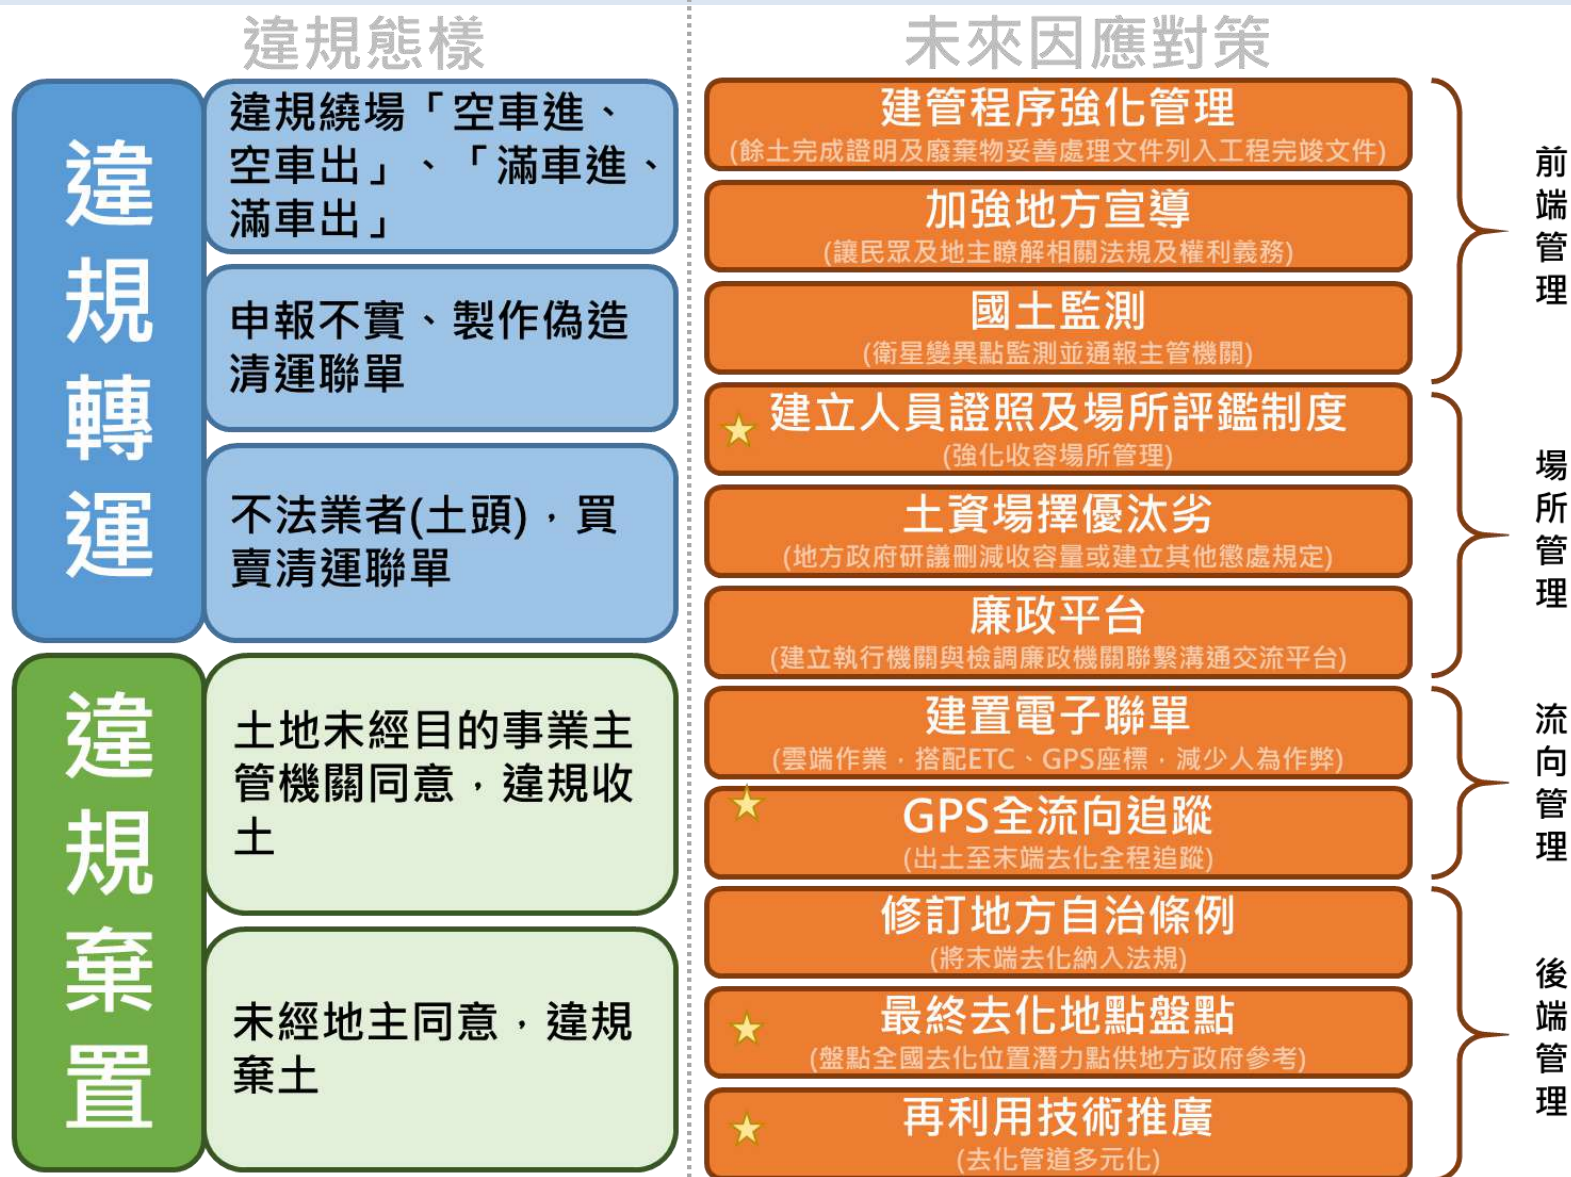 違規態樣
違規轉運
違規繞場「空車進、
空車出」、「滿車進、
滿車出」
申報不實、製作偽造
清運聯單
不法業者(土頭)，買
賣清運聯單
違規棄置
土地未經目的事業主
管機關同意，違規收
土
未經地主同意，違規
棄土
未來因應對策
建管程序強化管理
(餘土完成證明及廢棄物妥善處理文件列入工程完竣文件)
加強地方宣導
(讓民眾及地主瞭解相關法規及權利義務)
國土監測
(衛星變異點監測並通報主管機關)
前端管理
建立人員證照及場所評鑑制度
(強化收容場所管理)
土資場擇優汰劣
(地方政府研議刪減收容量或建立其他懲處規定)
廉政平台
(建立執行機關與檢調廉政機關聯繫溝通交流平台)
場所管理
建置電子聯單
(雲端作業，搭配ETC、GPS座標，減少人為作弊)
GPS全流向追蹤
(出土至末端去化全程追蹤)
流向管理
修訂地方自治條例
(將末端去化納入法規)
最終去化地點盤點
(盤點全國去化位置潛力點供地方政府參考)
再利用技術推廣
(去化管道多元化)
後端管理